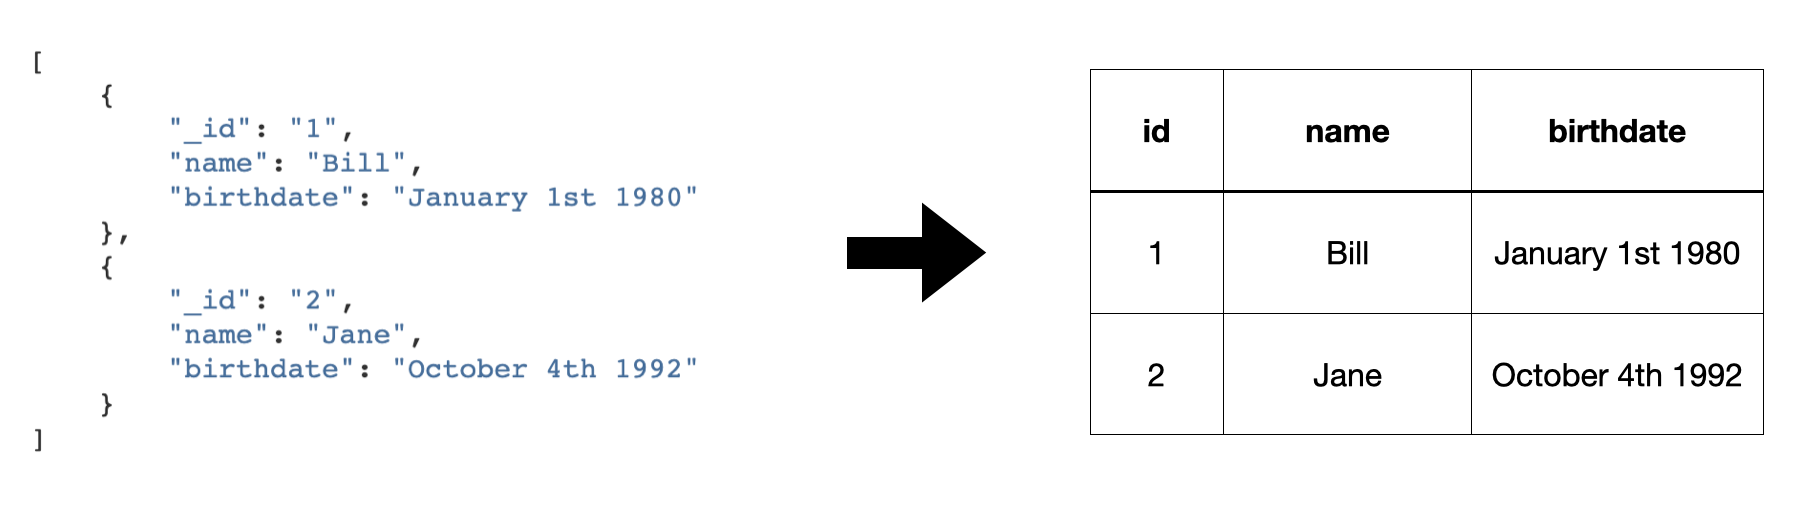 [
{
"_id": "1",
"name": "Bill",
"birthdate": "January 1st 1980"
},
{
"_id": "2",
"name": "Jane",
"birthdate": "October 4th 1992"
}
]
id name birthdate
1 Bill January 1st 1980
2 Jane October 4th 1992